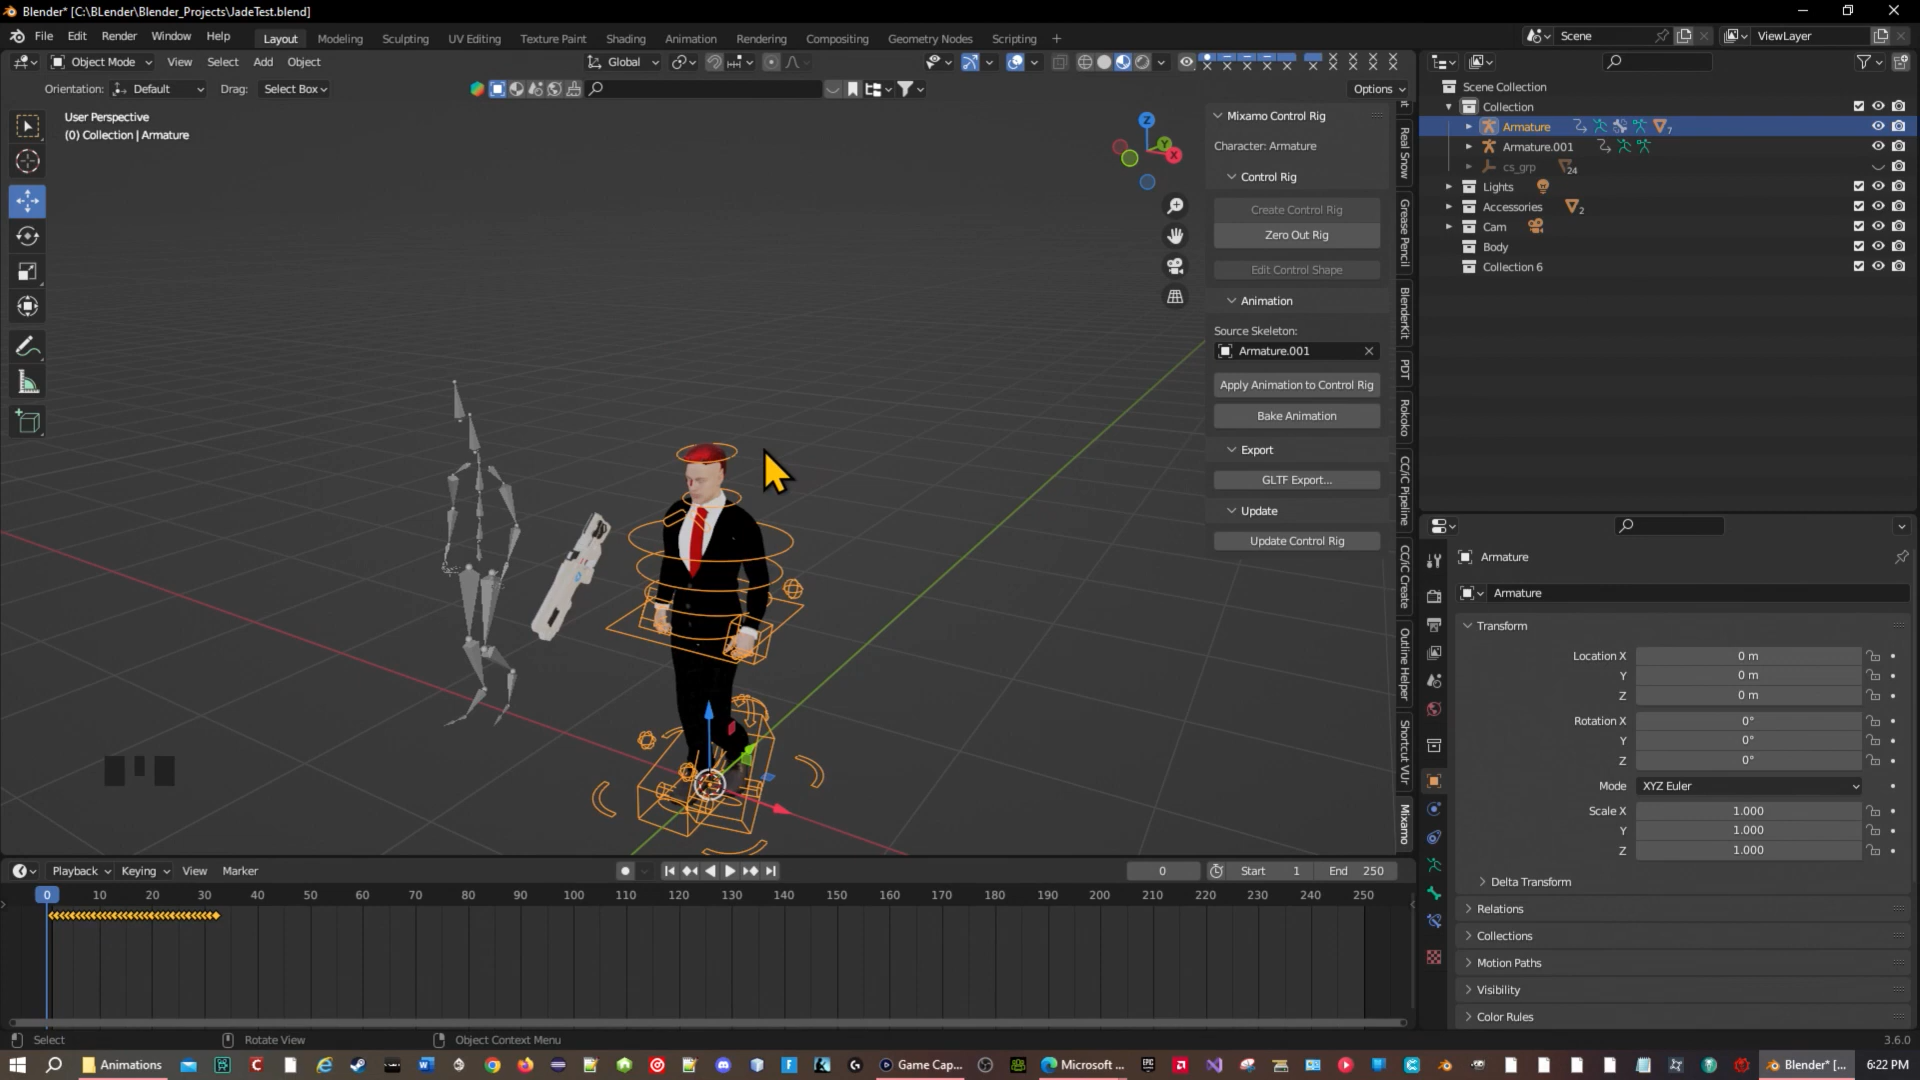 Blender* [C:\BLender\Blender_Projects\JadeTest.blend]
File Edit Render Window Help Layout Modeling Sculpting UV Editing Texture Paint Shading Animation Rendering Compositing Geometry Nodes Scripting Scene ViewLayer
Object Mode View Select Add Object Global
Orientation: Default Drag: Select Box Options
User Perspective
(0) Collection | Armature
Z
Y
X
Mixamo Control Rig
Character: Armature
Control Rig
Create Control Rig
Zero Out Rig
Edit Control Shape
Animation
Source Skeleton:
Armature.001
Apply Animation to Control Rig
Bake Animation
Export
GLTF Export...
Update
Update Control Rig
Real Snow
Grease Pencil
BlenderKit
PDT
Rokoko
CC/iC Pipeline
CC/iC Create
Outline Helper
Shortcut VUr
Mixamo
Scene Collection
Collection
Armature 7
Armature.001
cs_grp 24
Lights
Accessories 2
Cam
Body
Collection 6
Armature
Armature
Transform
Location X 0 m
Y 0 m
Z 0 m
Rotation X 0°
Y 0°
Z 0°
Mode XYZ Euler
Scale X 1.000
Y 1.000
Z 1.000
Delta Transform
Relations
Collections
Motion Paths
Visibility
Color Rules
Playback Keying View Marker 0 Start 1 End 250
0 10 20 30 40 50 60 70 80 90 100 110 120 130 140 150 160 170 180 190 200 210 220 230 240 250
Select Rotate View Object Context Menu 3.6.0
Animations Game Cap... Microsoft ... Blender* [... 6:22 PM